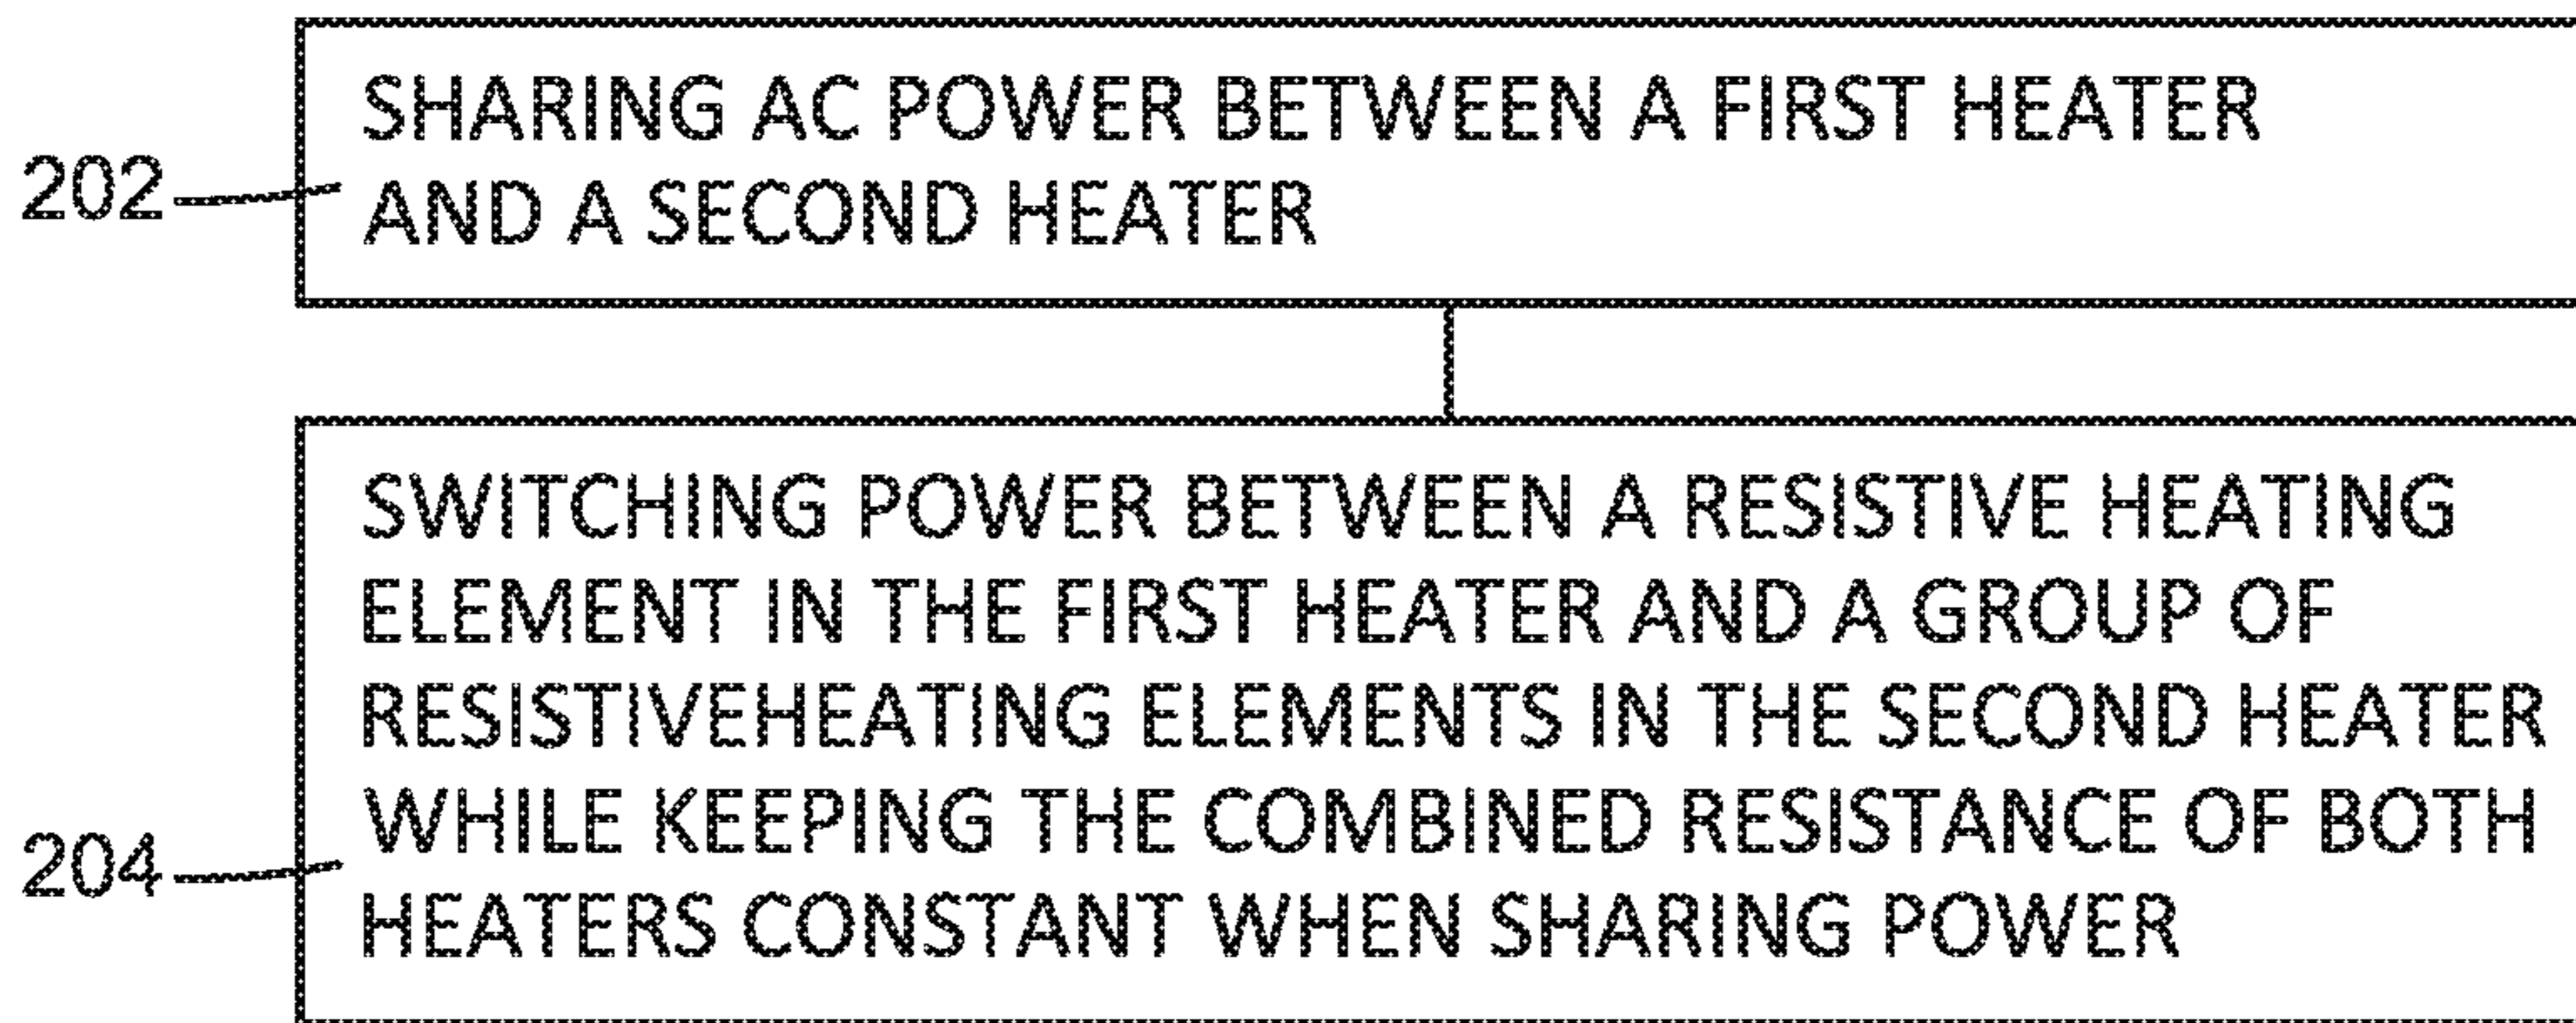 SHARING AC POWER BETWEEN A FIRST HEATER
202
AND A SECOND HEATER
SWITCHING POWER BETWEEN A RESISTIVE HEATING
ELEMENT IN THE FIRST HEATER AND A GROUP OF
RESISTIVEHEATING ELEMENTS IN THE SECOND HEATER
WHILE KEEPING THE COMBINED RESISTANCE OF BOTH
204
HEATERS CONSTANT WHEN SHARING POWER